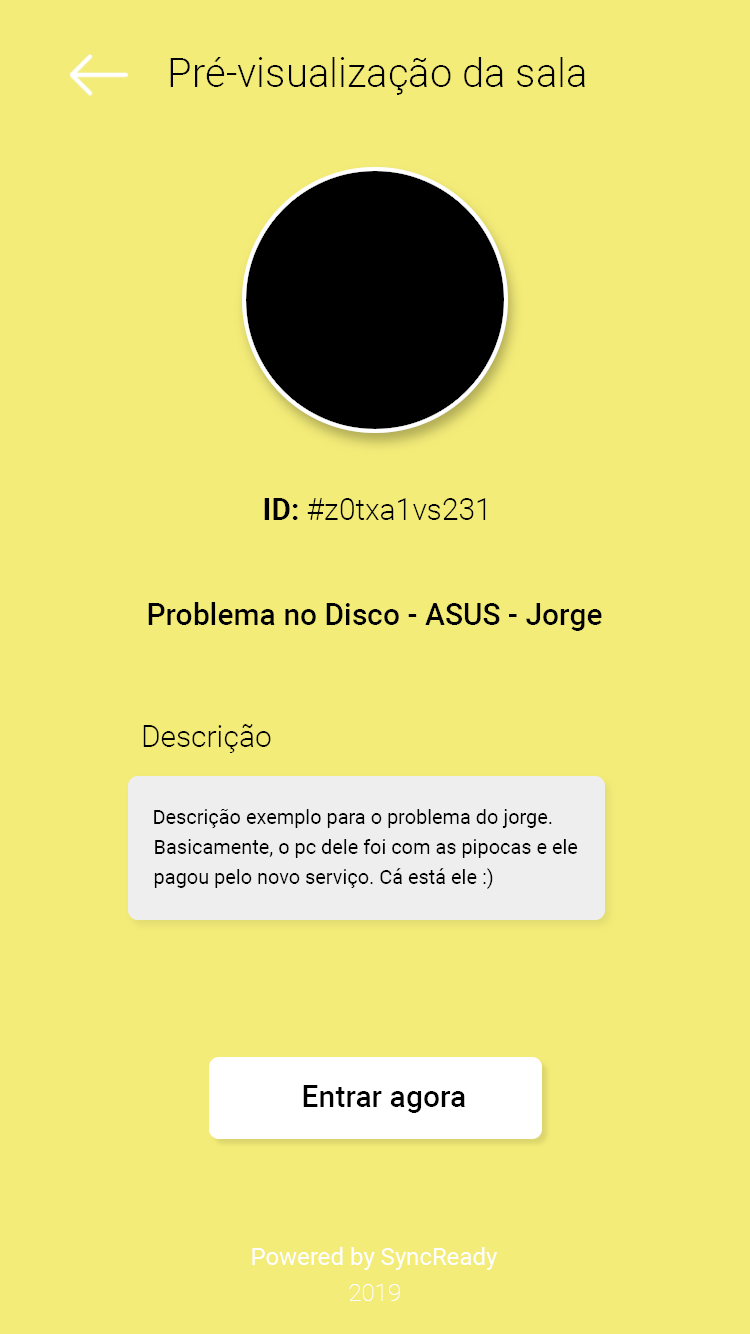 Pré-visualização da sala
ID: #z0txa1vs231
Problema no Disco - ASUS - Jorge
Descrição
Descrição exemplo para o problema do jorge.
Basicamente, o pc dele foi com as pipocas e ele
pagou pelo novo serviço. Cá está ele :)
Entrar agora
Powered by SyncReady
2019